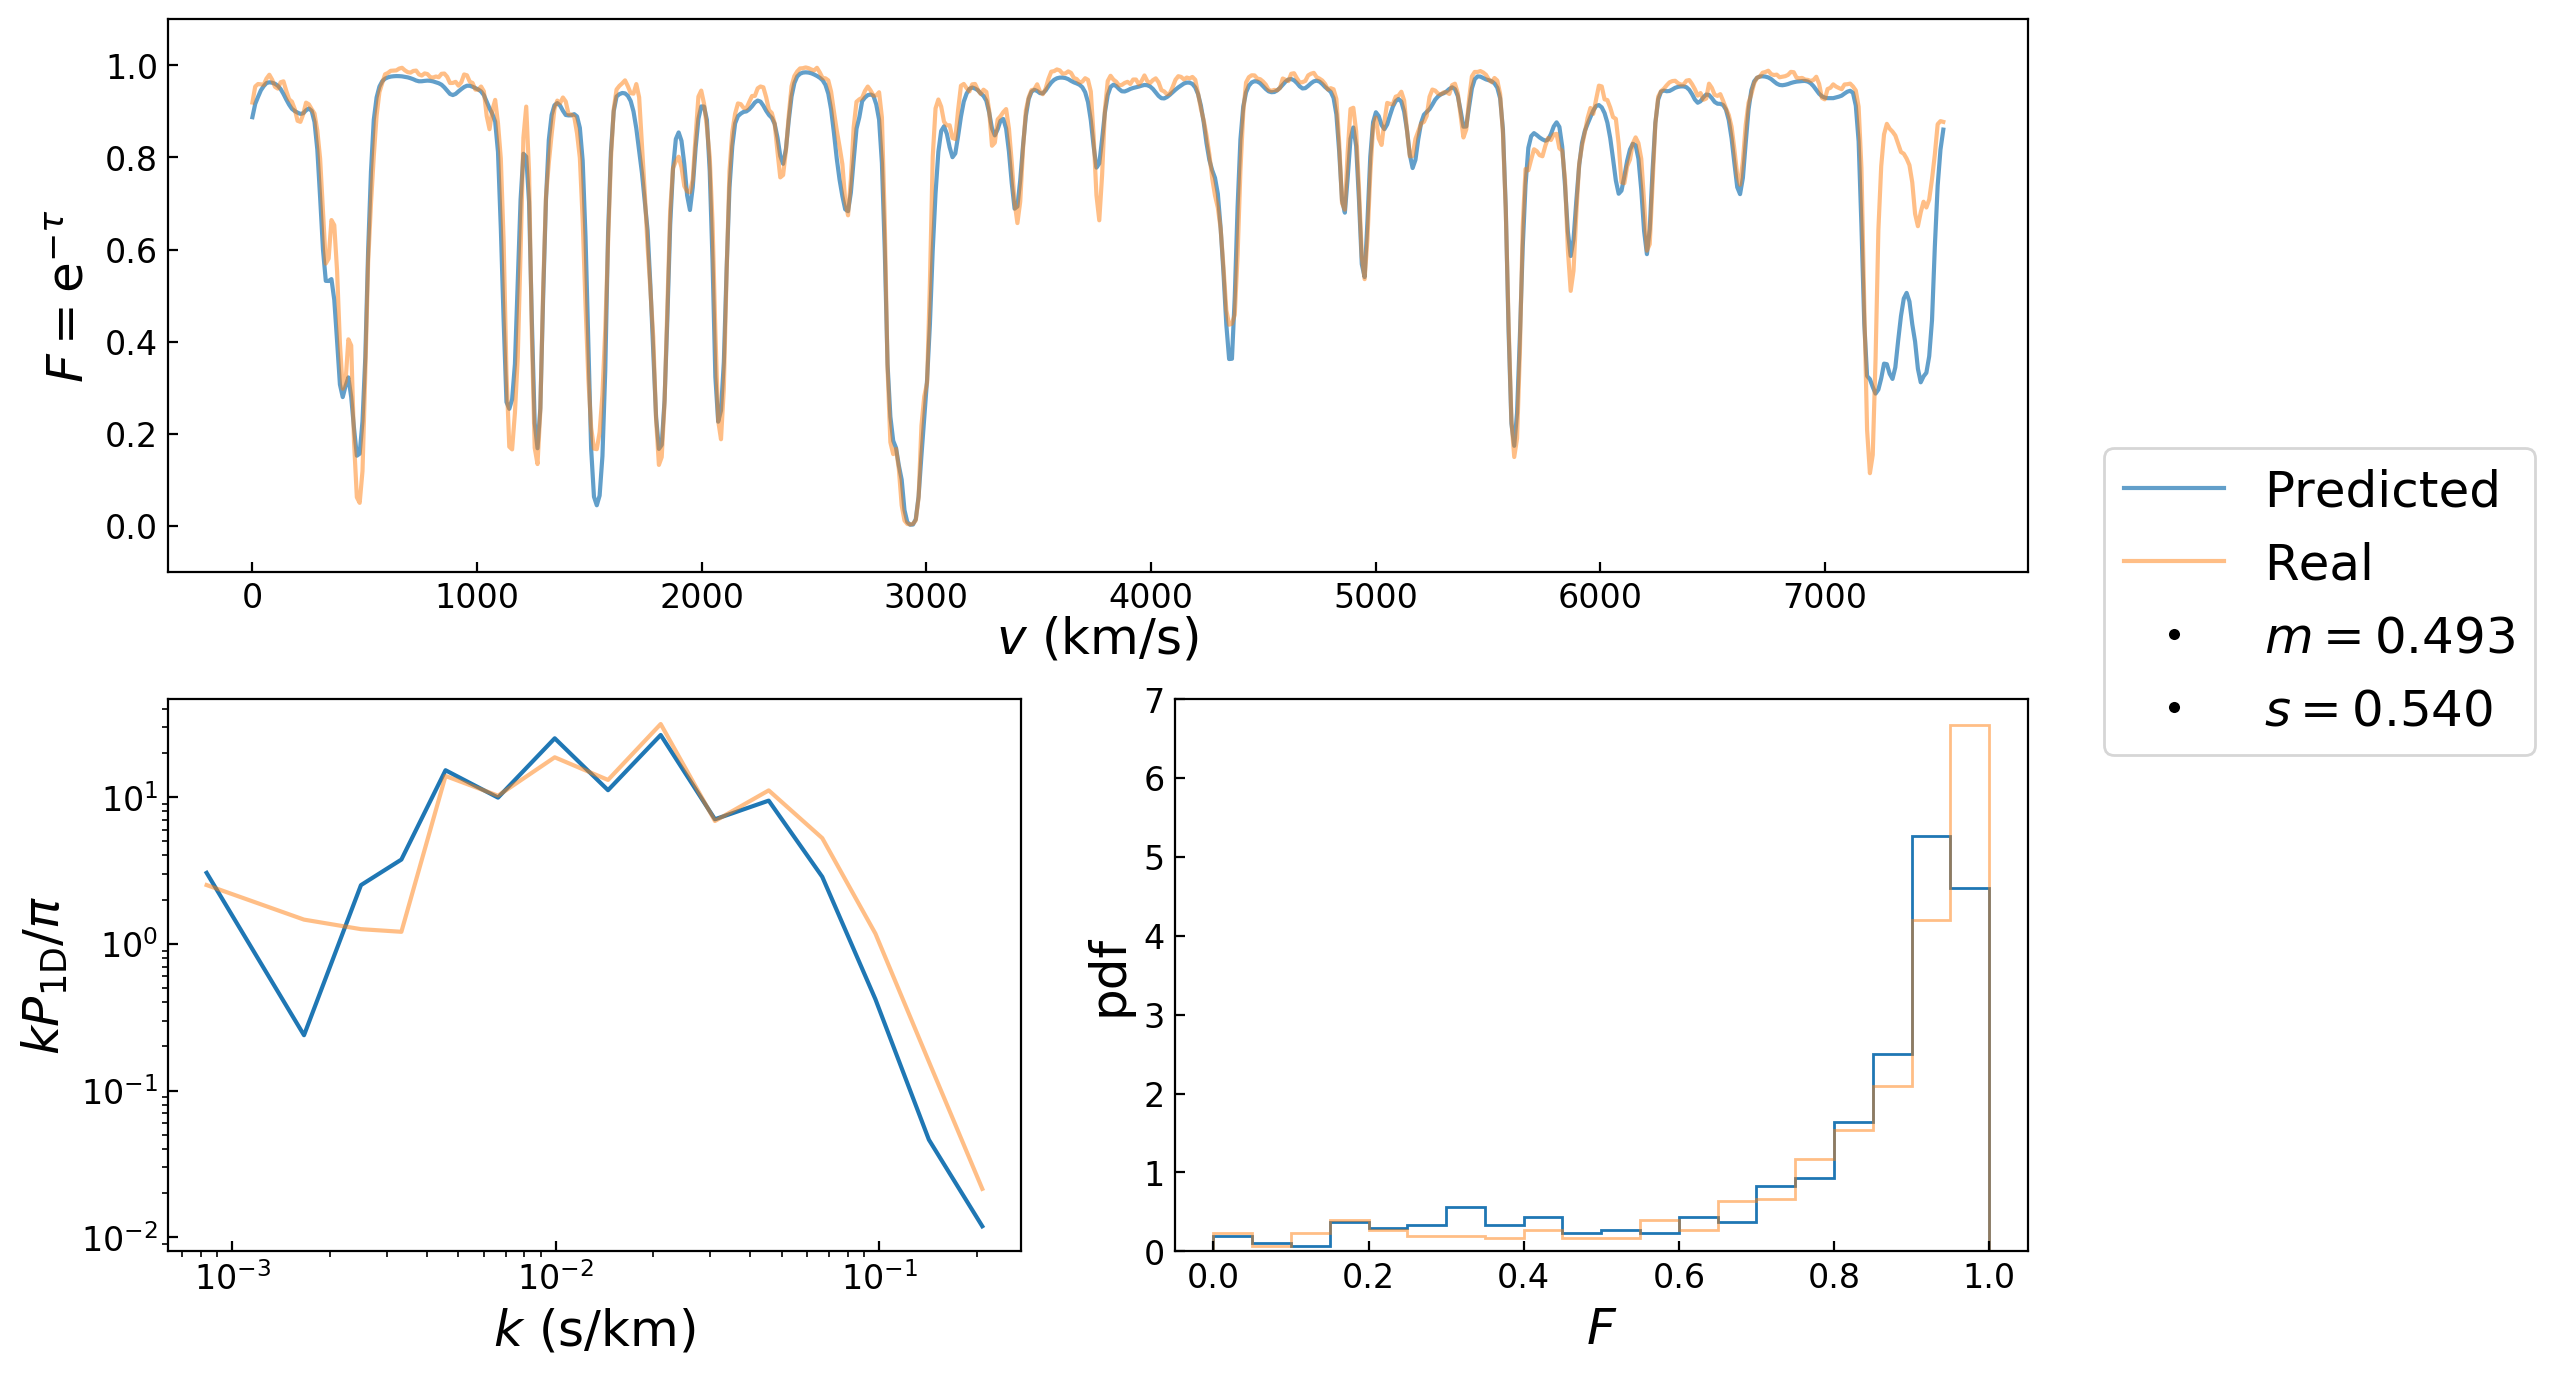 1.0
0.8
0.6
0.4
0.2
0.0
F = e^{−τ}
0 1000 2000 3000 4000 5000 6000 7000
v (km/s)
Predicted
Real
m = 0.493
s = 0.540
10^1
10^0
10^{−1}
10^{−2}
kP_{1D}/π
10^{−3} 10^{−2} 10^{−1}
k (s/km)
7
6
5
4
3
2
1
0
pdf
0.0 0.2 0.4 0.6 0.8 1.0
F